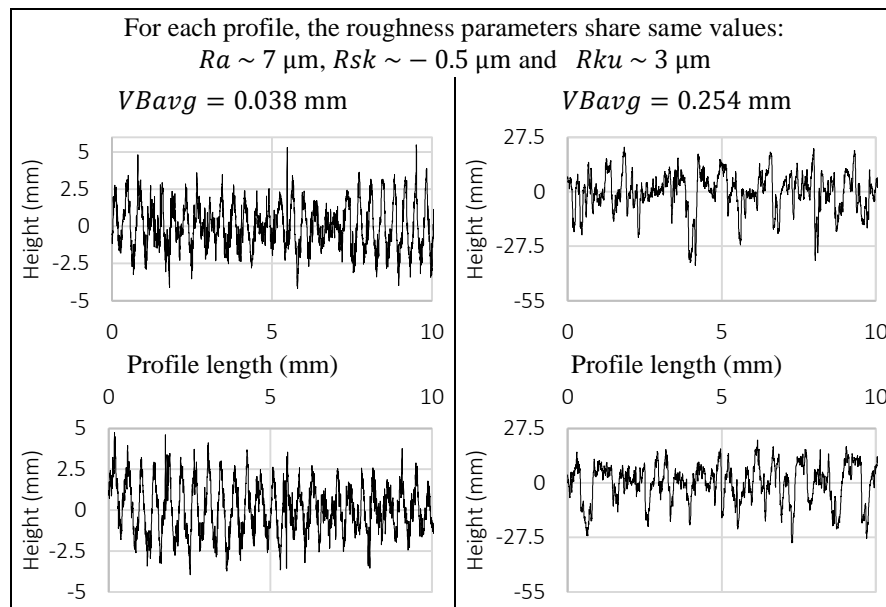 For each profile, the roughness parameters share same values:
Ra ~ 7 μm, Rsk ~ − 0.5 μm and Rku ~ 3 μm
VBavg = 0.038 mm
VBavg = 0.254 mm
5
2.5
0
-2.5
-5
Height (mm)
0 5 10
27.5
0
-27.5
-55
Height (mm)
0 5 10
Profile length (mm)
0 5 10
5
2.5
0
-2.5
-5
Height (mm)
Profile length (mm)
0 5 10
27.5
0
-27.5
-55
Height (mm)